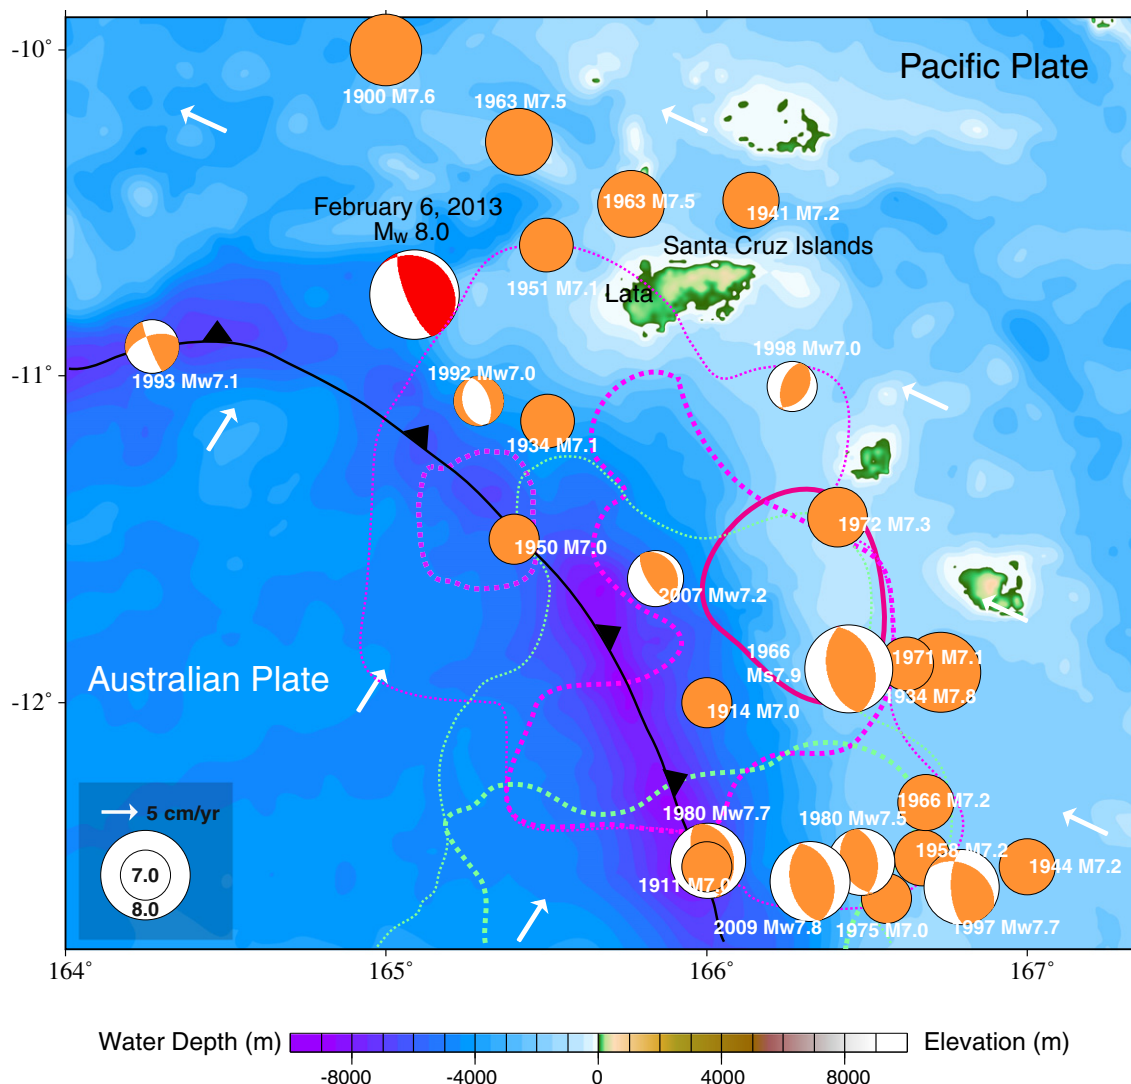 -10°
Pacific Plate
1900 M7.6
1963 M7.5
1963 M7.5
1941 M7.2
February 6, 2013
Mw 8.0
Santa Cruz Islands
1951 M7.1
Lata
-11°
1993 Mw7.1
1992 Mw7.0
1998 Mw7.0
1934 M7.1
1972 M7.3
1950 M7.0
2007 Mw7.2
1966
Ms7.9
1971 M7.1
1934 M7.8
Australian Plate
-12°
1914 M7.0
5 cm/yr
7.0
8.0
1966 M7.2
1980 Mw7.7
1980 Mw7.5
1958 M7.2
1944 M7.2
1911 M7.0
2009 Mw7.8
1975 M7.0
1997 Mw7.7
164°
165°
166°
167°
Water Depth (m)
Elevation (m)
-8000
-4000
0
4000
8000